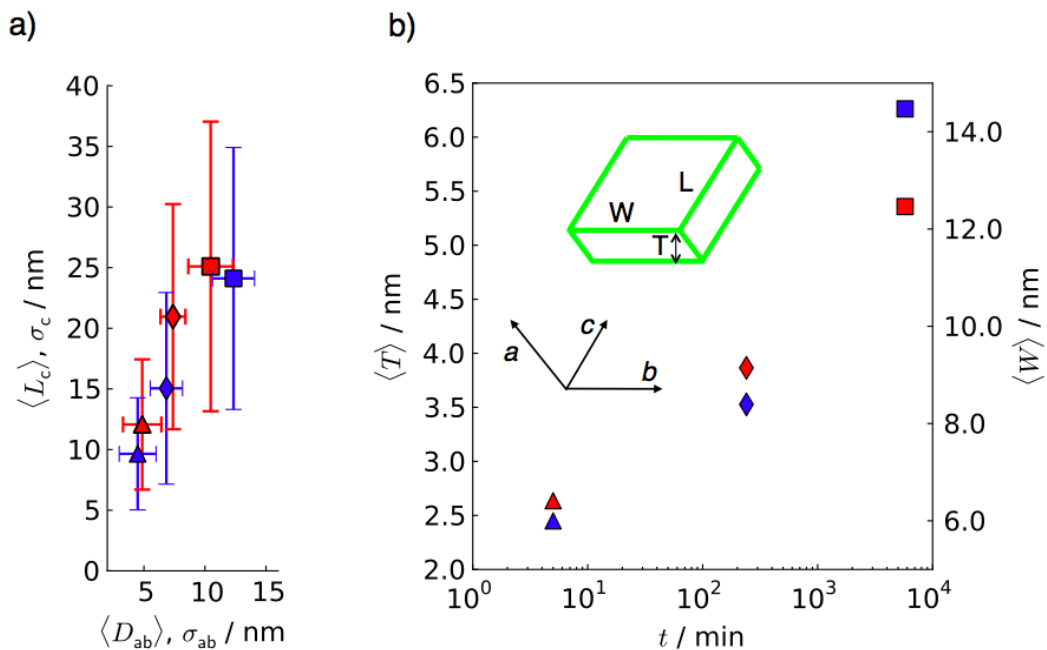 a)
b)
40
35
30
25
20
15
10
5
0
5 10 15
⟨L_c⟩, σ_c / nm
⟨D_ab⟩, σ_ab / nm
6.5
6.0
5.5
5.0
4.5
4.0
3.5
3.0
2.5
2.0
⟨T⟩ / nm
W
L
T
a
c
b
14.0
12.0
10.0
8.0
6.0
⟨W⟩ / nm
10^0 10^1 10^2 10^3 10^4
t / min